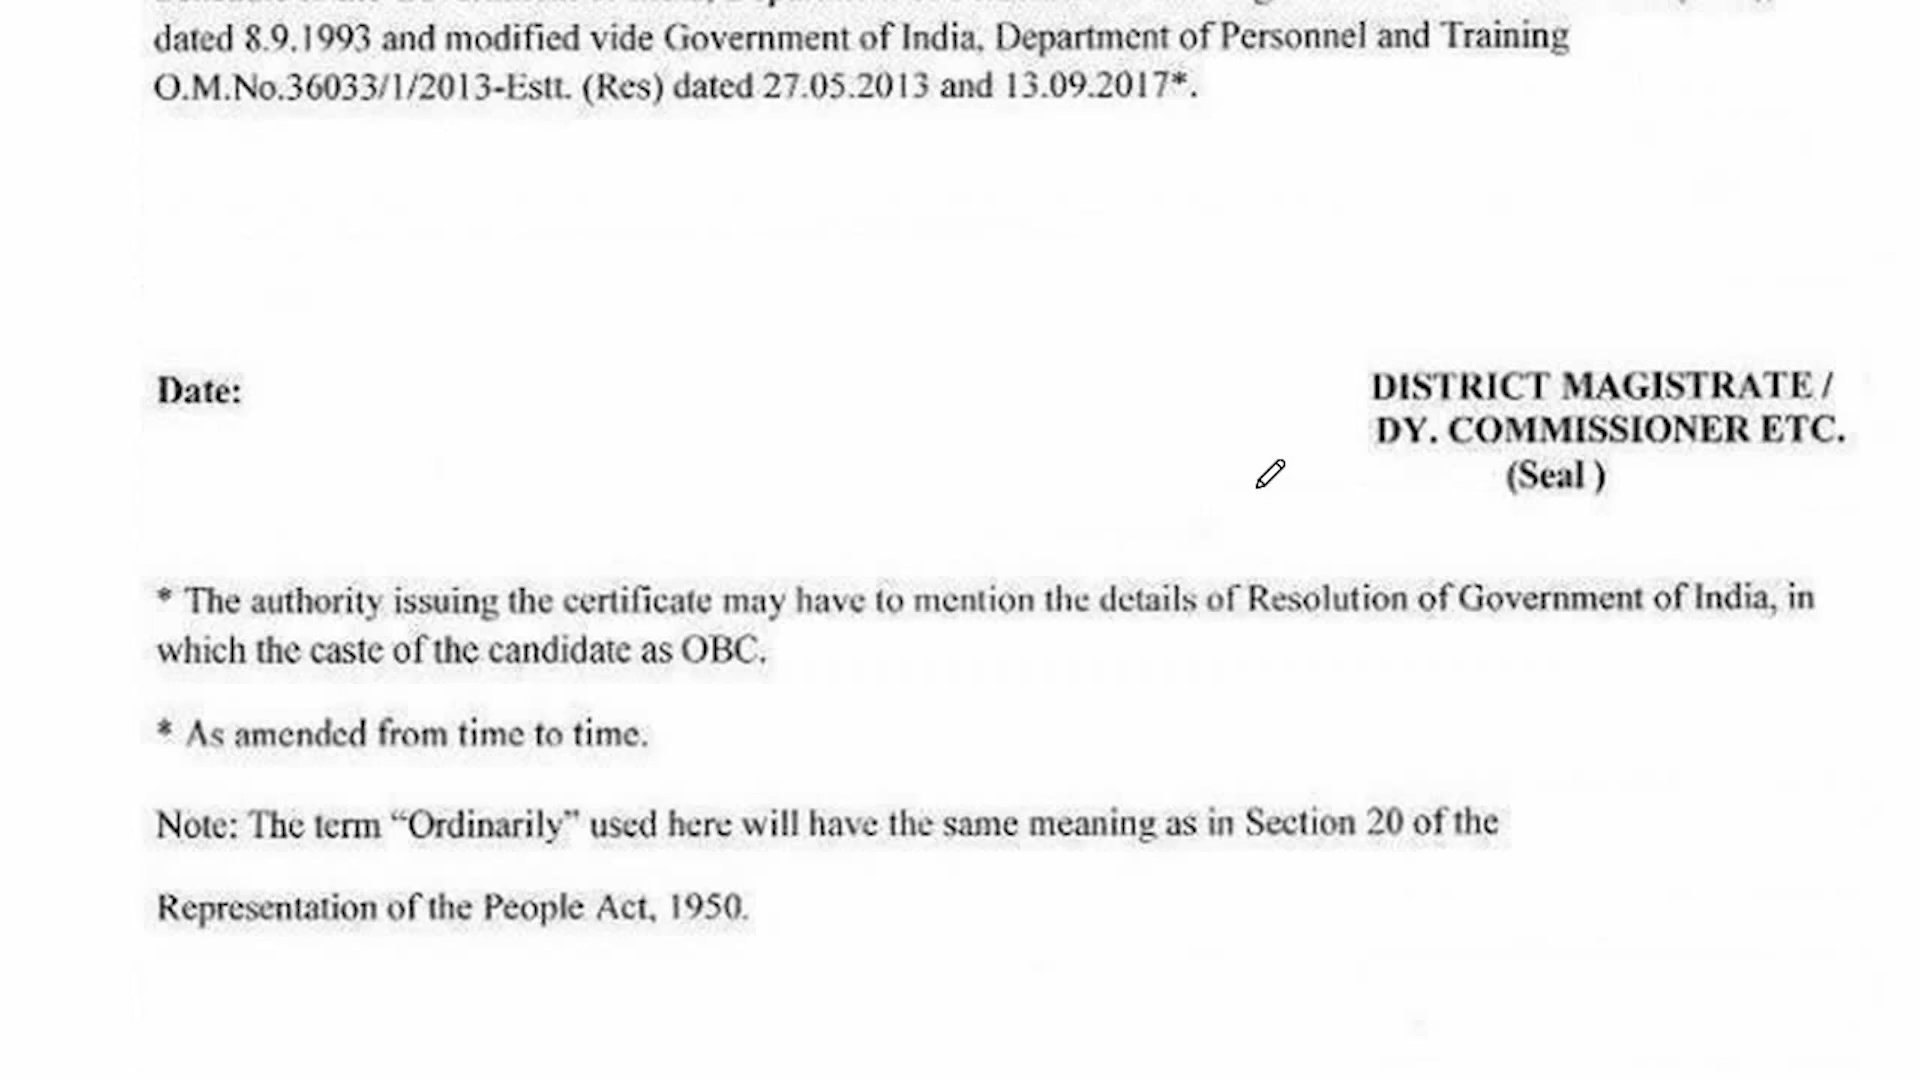 dated 8.9.1993 and modified vide Government of India, Department of Personnel and Training
O.M.No.36033/1/2013-Estt. (Res) dated 27.05.2013 and 13.09.2017*.
Date:
DISTRICT MAGISTRATE /
DY. COMMISSIONER ETC.
(Seal )
* The authority issuing the certificate may have to mention the details of Resolution of Government of India, in
which the caste of the candidate as OBC.
* As amended from time to time.
Note: The term “Ordinarily” used here will have the same meaning as in Section 20 of the
Representation of the People Act, 1950.